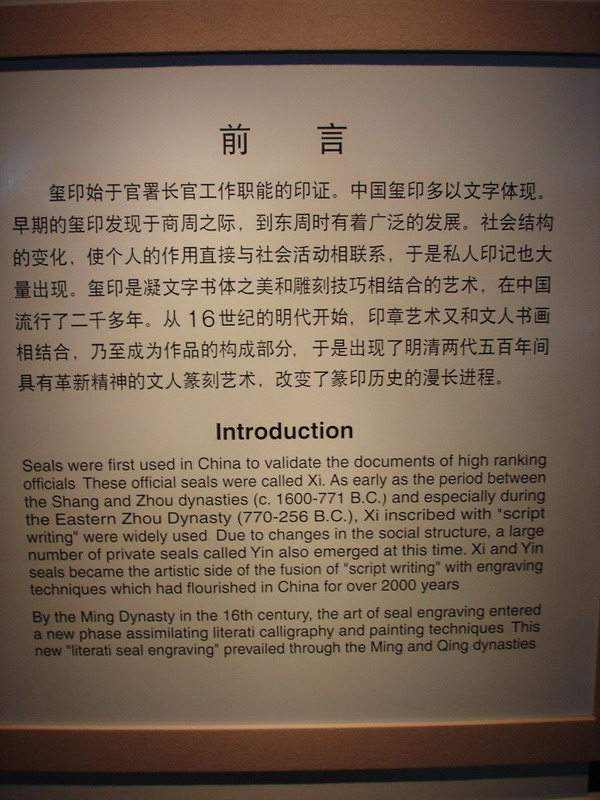 前 言
玺印始于官署长官工作职能的印证。中国玺印多以文字体现。
早期的玺印发现于商周之际，到东周时有着广泛的发展。社会结构
的变化，使个人的作用直接与社会活动相联系，于是私人印记也大
量出现。玺印是凝文字书体之美和雕刻技巧相结合的艺术，在中国
流行了二千多年。从 16世纪的明代开始，印章艺术又和文人书画
相结合，乃至成为作品的构成部分，于是出现了明清两代五百年间
具有革新精神的文人篆刻艺术，改变了篆印历史的漫长进程。
Introduction
Seals were first used in China to validate the documents of high ranking
officials These official seals were called Xi. As early as the period between
the Shang and Zhou dynasties (c. 1600-771 B.C.) and especially during
the Eastern Zhou Dynasty (770-256 B.C.), Xi inscribed with "script
writing" were widely used Due to changes in the social structure, a large
number of private seals called Yin also emerged at this time. Xi and Yin
seals became the artistic side of the fusion of "script writing" with engraving
techniques which had flourished in China for over 2000 years
By the Ming Dynasty in the 16th century, the art of seal engraving entered
a new phase assimilating literati calligraphy and painting techniques This
new "literati seal engraving" prevailed through the Ming and Qing dynasties